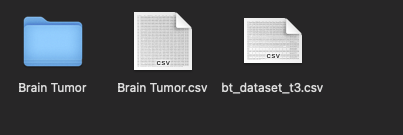 CSV
CSV
Brain Tumor
Brain Tumor.csv
bt_dataset_t3.csv